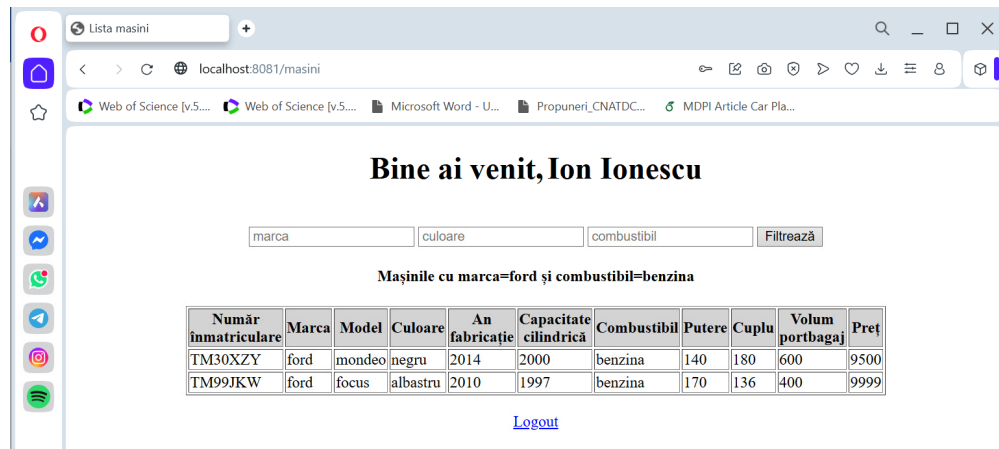 Lista masini
localhost:8081/masini
Web of Science [v.5.... Web of Science [v.5.... Microsoft Word - U... Propuneri_CNATDC... MDPI Article Car Pla...
Bine ai venit, Ion Ionescu
marca culoare combustibil Filtrează
Mașinile cu marca=ford și combustibil=benzina
Număr înmatriculare Marca Model Culoare An fabricație Capacitate cilindrică Combustibil Putere Cuplu Volum portbagaj Preț
TM30XZY ford mondeo negru 2014 2000 benzina 140 180 600 9500
TM99JKW ford focus albastru 2010 1997 benzina 170 136 400 9999
Logout